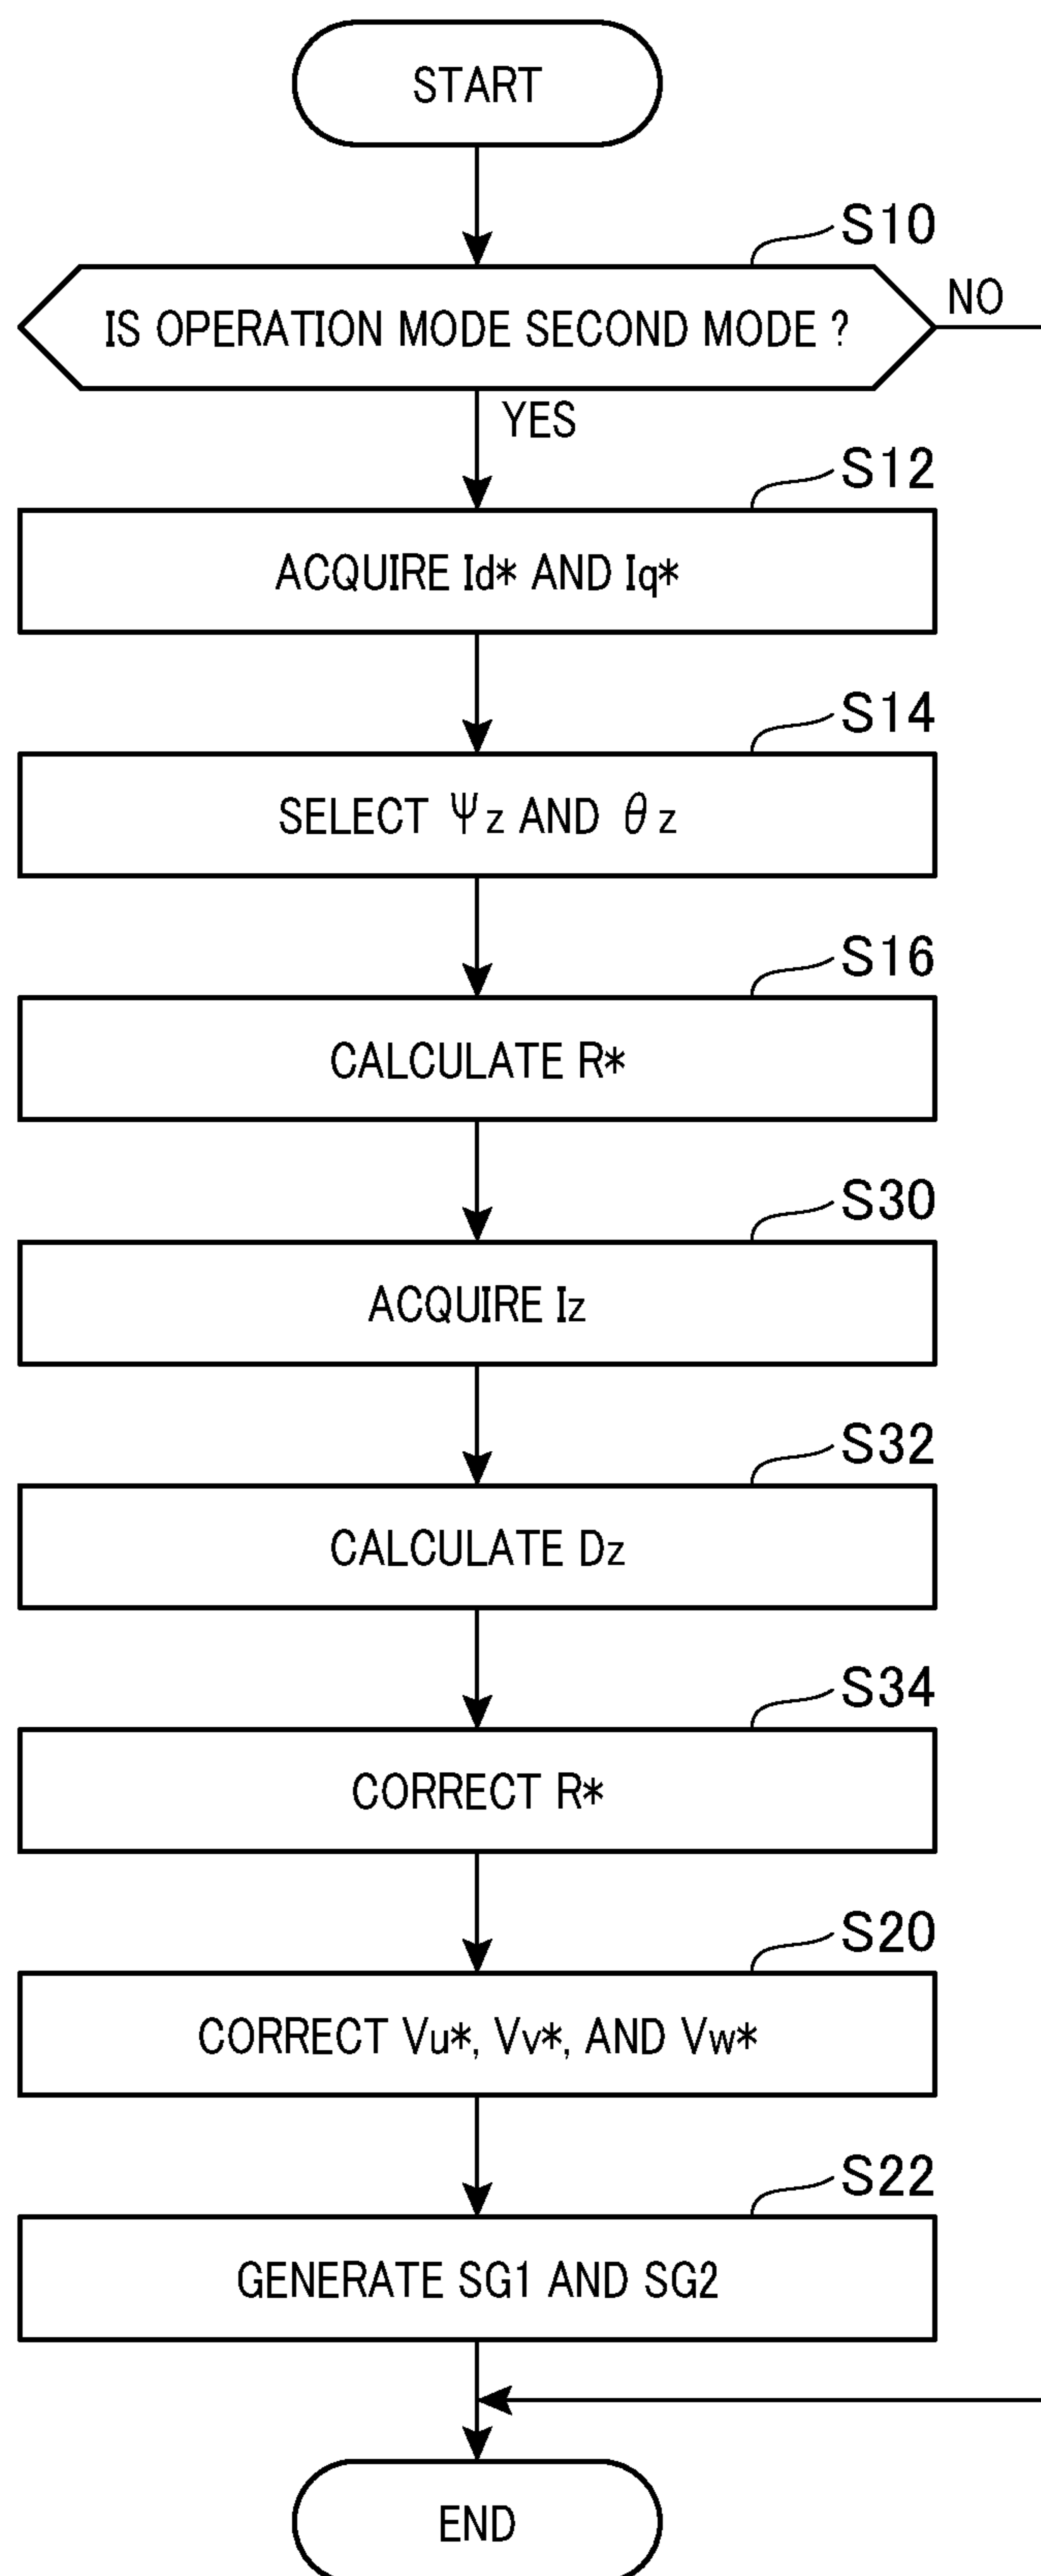 START
S10
IS OPERATION MODE SECOND MODE ?
NO
YES
S12
ACQUIRE Id* AND Iq*
S14
SELECT Ψz AND θz
S16
CALCULATE R*
S30
ACQUIRE Iz
S32
CALCULATE Dz
S34
CORRECT R*
S20
CORRECT Vu*, Vv*, AND Vw*
S22
GENERATE SG1 AND SG2
END